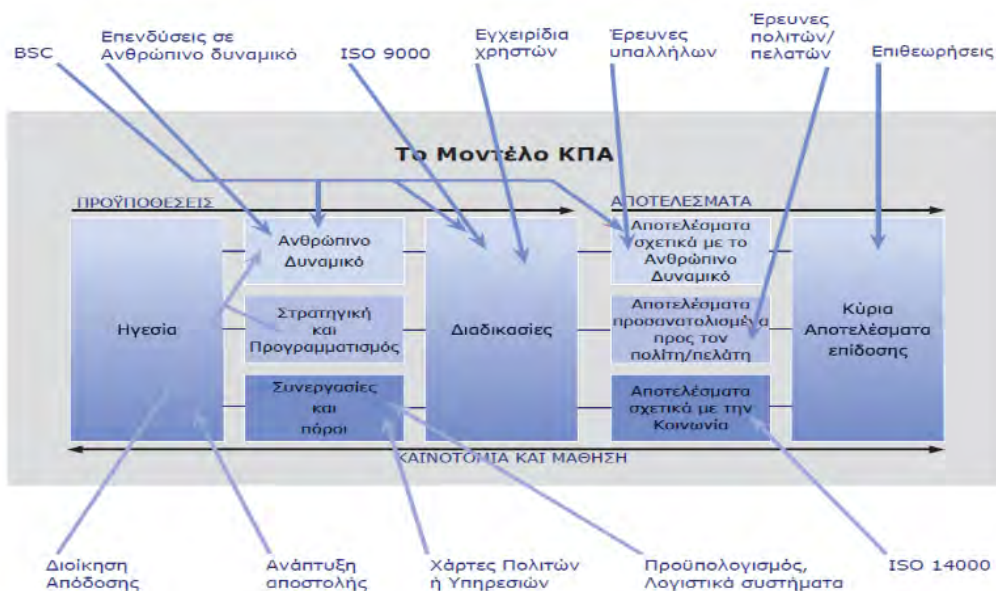 BSC
Επενδύσεις σε
Ανθρώπινο δυναμικό
ISO 9000
Εγχειρίδια
χρηστών
Έρευνες
υπαλλήλων
Έρευνες
πολιτών/
πελατών
Επιθεωρήσεις
Το Μοντέλο ΚΠΑ
ΠΡΟΫΠΟΘΕΣΕΙΣ
ΑΠΟΤΕΛΕΣΜΑΤΑ
Ηγεσία
Ανθρώπινο
Δυναμικό
Στρατηγική
και
Προγραμματισμός
Συνεργασίες
και
πόροι
Διαδικασίες
Αποτελέσματα
σχετικά με το
Ανθρώπινο
Δυναμικό
Αποτελέσματα
προσανατολισμένα
προς τον
πολίτη/πελάτη
Αποτελέσματα
σχετικά με την
Κοινωνία
Κύρια
Αποτελέσματα
επίδοσης
ΚΑΙΝΟΤΟΜΙΑ ΚΑΙ ΜΑΘΗΣΗ
Διοίκηση
Απόδοσης
Ανάπτυξη
αποστολής
Χάρτες Πολιτών
ή Υπηρεσιών
Προϋπολογισμός,
Λογιστικά συστήματα
ISO 14000